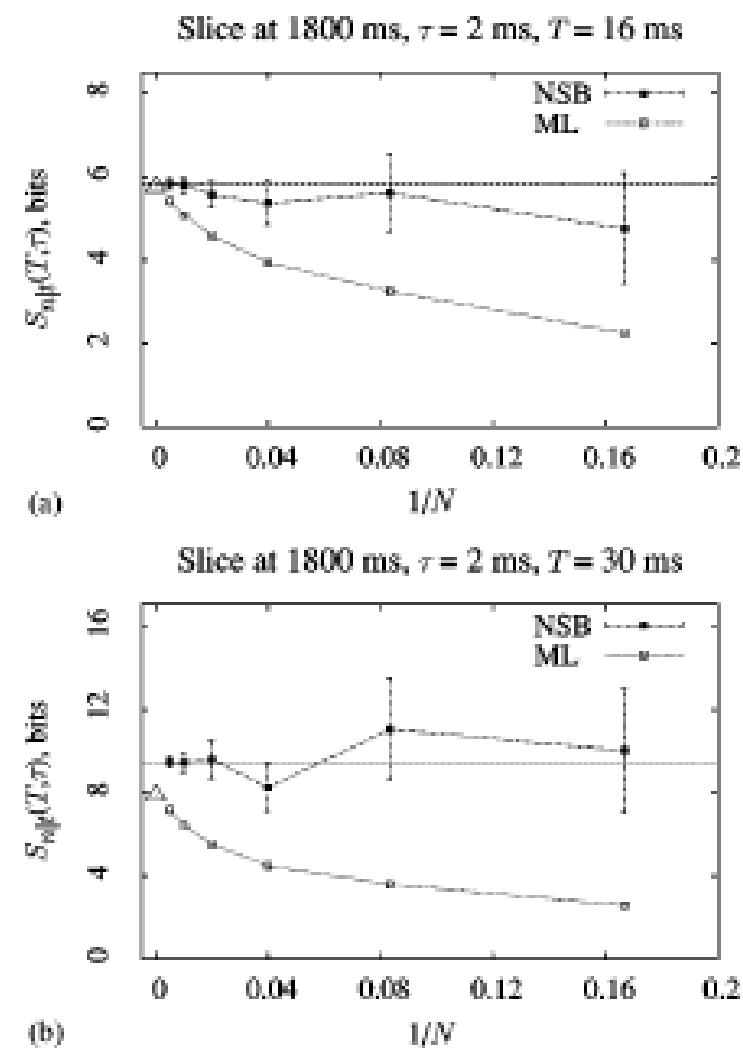 Slice at 1800 ms, τ = 2 ms, T = 16 ms
NSB
ML
8
6
4
2
0
S_{n|t}(T,τ), bits
0 0.04 0.08 0.12 0.16 0.2
1/N
(a)
Slice at 1800 ms, τ = 2 ms, T = 30 ms
NSB
ML
16
12
8
4
0
S_{n|t}(T,τ), bits
0 0.04 0.08 0.12 0.16 0.2
1/N
(b)